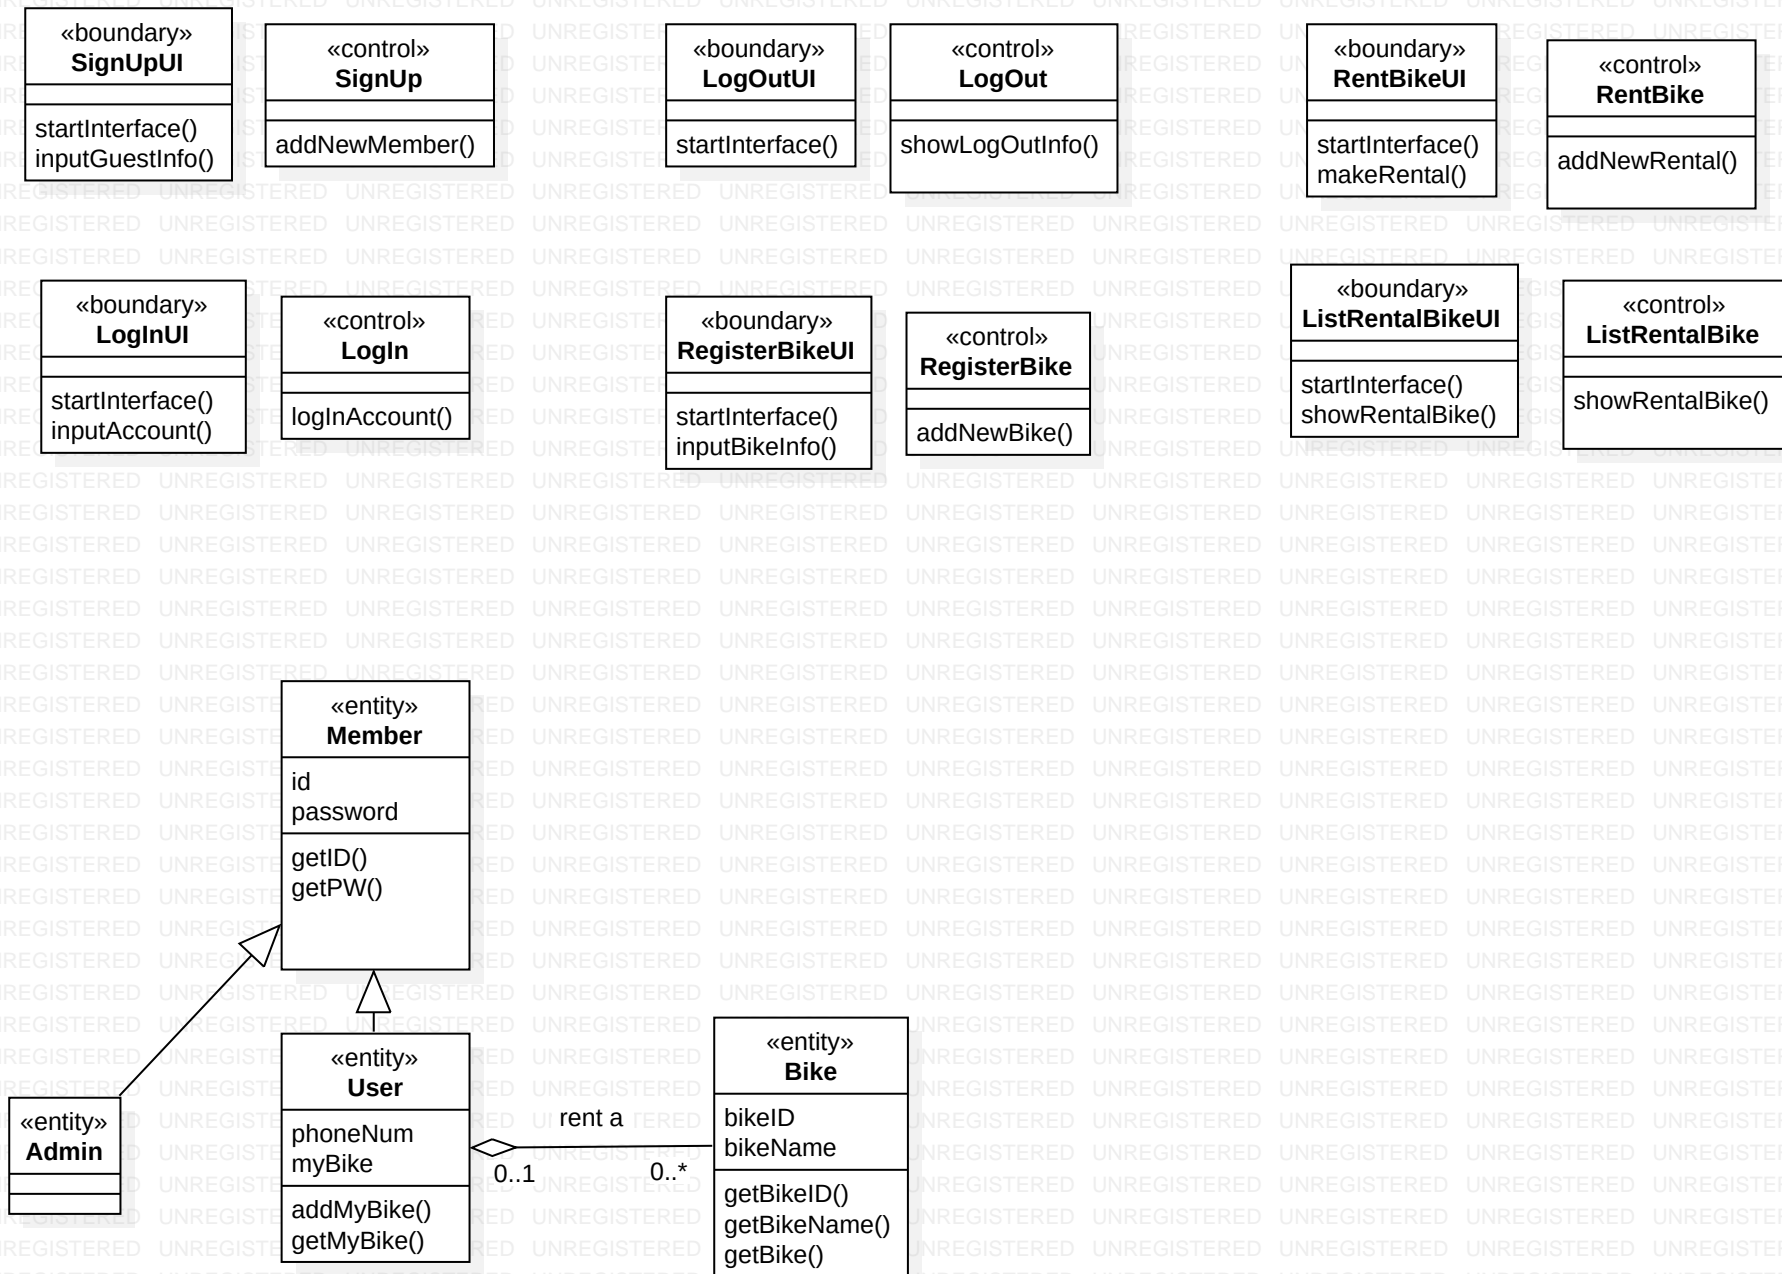 «boundary»
SignUpUI
startInterface()
inputGuestInfo()
«control»
SignUp
addNewMember()
«boundary»
LogOutUI
startInterface()
«control»
LogOut
showLogOutInfo()
«boundary»
RentBikeUI
startInterface()
makeRental()
«control»
RentBike
addNewRental()
«boundary»
LogInUI
startInterface()
inputAccount()
«control»
LogIn
logInAccount()
«boundary»
RegisterBikeUI
startInterface()
inputBikeInfo()
«control»
RegisterBike
addNewBike()
«boundary»
ListRentalBikeUI
startInterface()
showRentalBike()
«control»
ListRentalBike
showRentalBike()
«entity»
Member
id
password
getID()
getPW()
«entity»
Admin
«entity»
User
phoneNum
myBike
addMyBike()
getMyBike()
rent a
0..1
0..*
«entity»
Bike
bikeID
bikeName
getBikeID()
getBikeName()
getBike()
UNREGISTERED